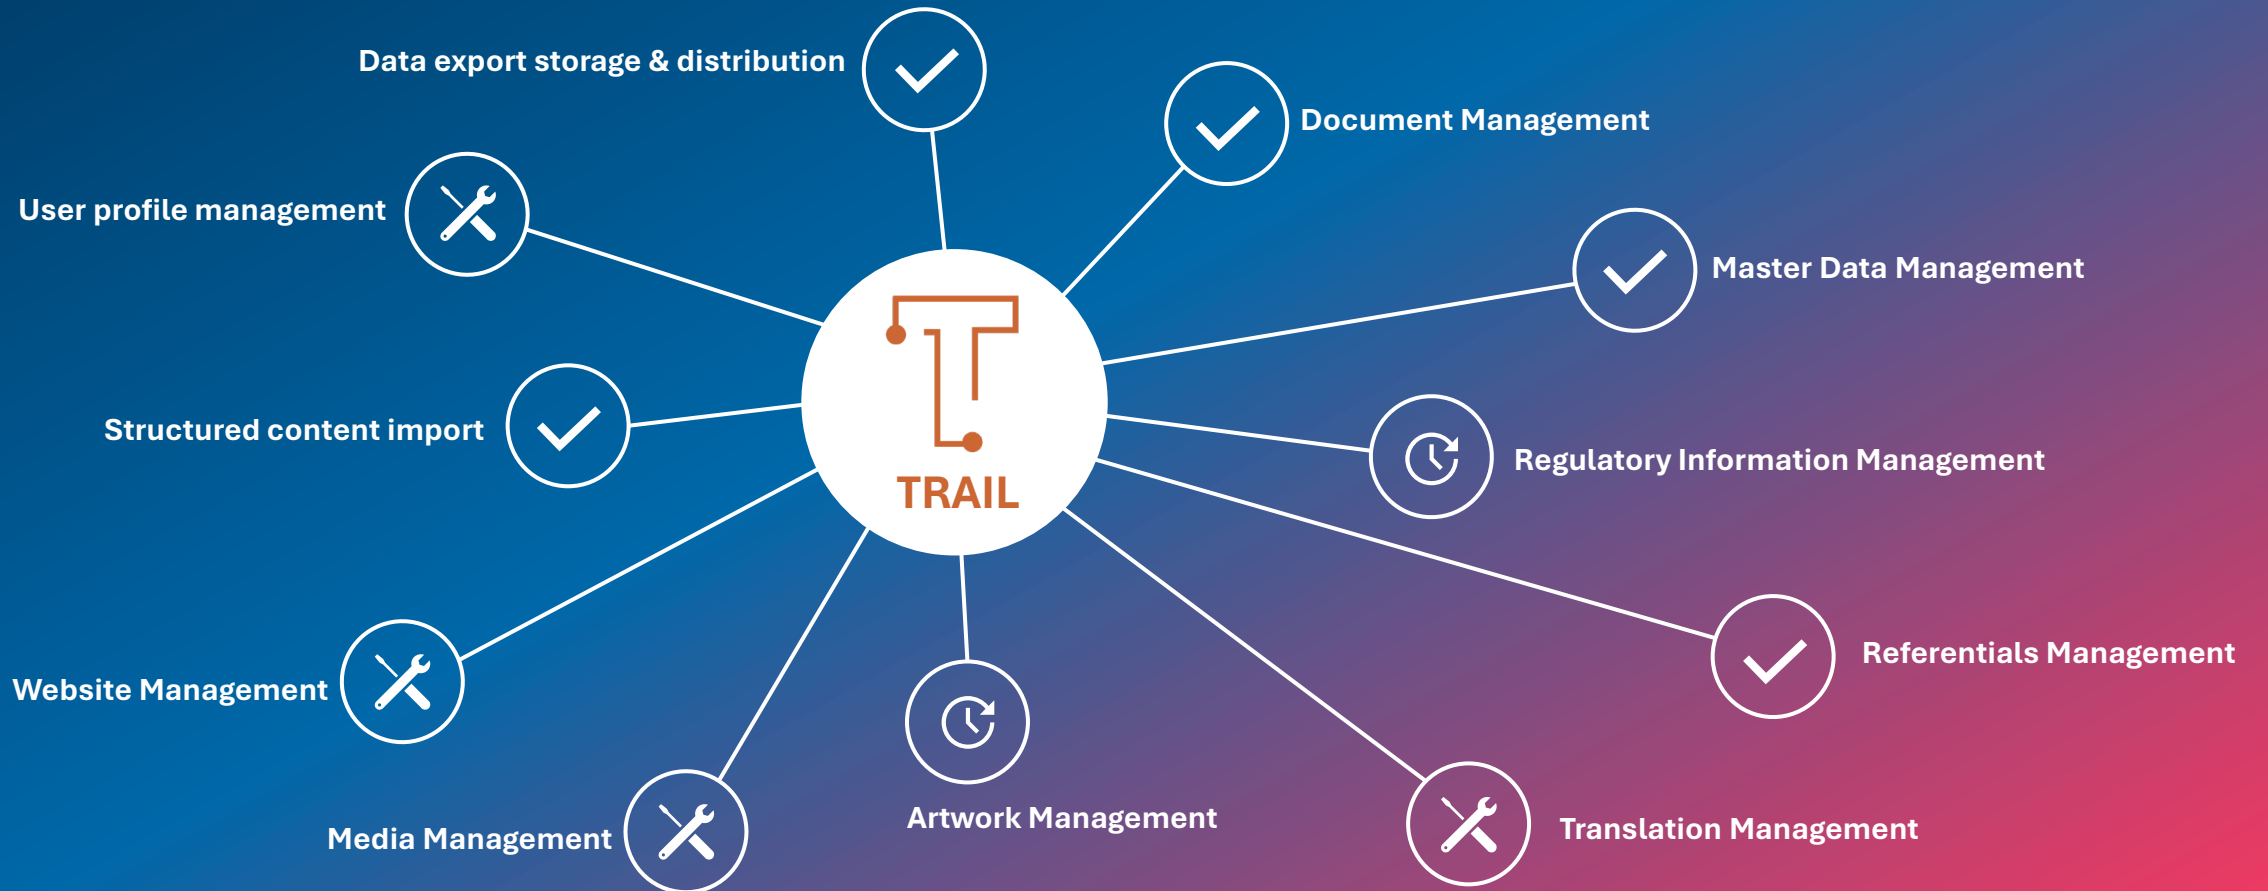 Data export storage & distribution
Document Management
User profile management
Master Data Management
Structured content import
TRAIL
Regulatory Information Management
Website Management
Referentials Management
Media Management
Artwork Management
Translation Management